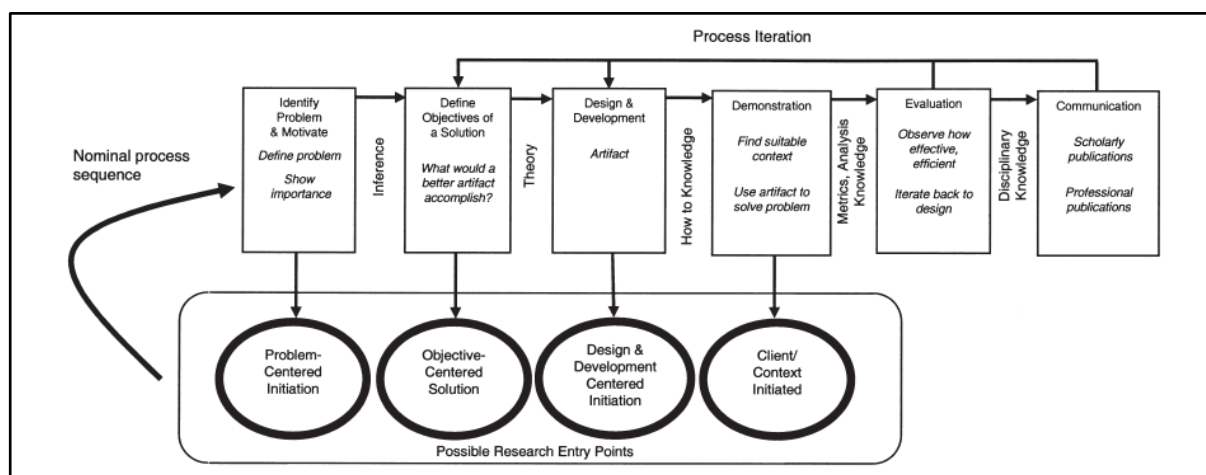 Process Iteration
Nominal process
sequence
Identify
Problem
& Motivate
Define problem
Show
importance
Inference
Define
Objectives of
a Solution
What would a
better artifact
accomplish?
Theory
Design &
Development
Artifact
How to Knowledge
Demonstration
Find suitable
context
Use artifact to
solve problem
Metrics, Analysis
Knowledge
Evaluation
Observe how
effective,
efficient
Iterate back to
design
Disciplinary
Knowledge
Communication
Scholarly
publications
Professional
publications
Problem-
Centered
Initiation
Objective-
Centered
Solution
Design &
Development
Centered
Initiation
Client/
Context
Initiated
Possible Research Entry Points